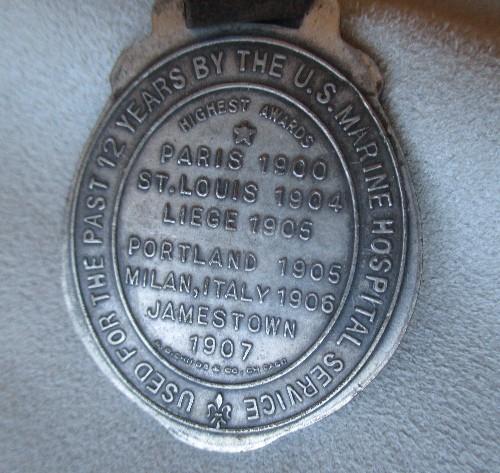 USED FOR THE PAST 12 YEARS BY THE U.S. MARINE HOSPITAL SERVICE
HIGHEST AWARDS
PARIS 1900
ST. LOUIS 1904
LIEGE 1905
PORTLAND 1905
MILAN, ITALY 1906
JAMESTOWN
1907
& CO.